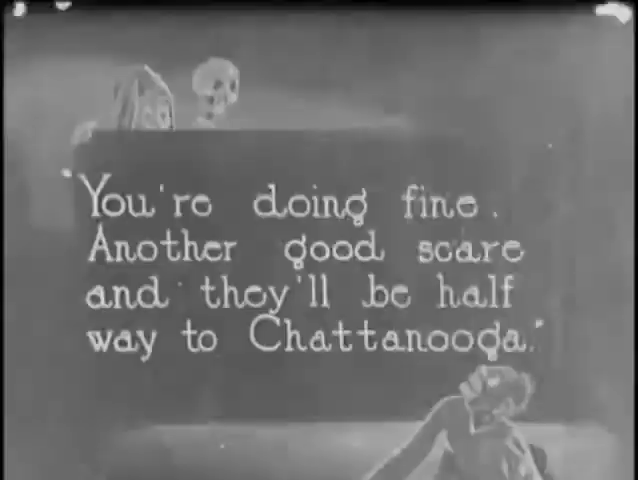 "You're doing fine.
Another good scare
and they'll be half
way to Chattanooga."